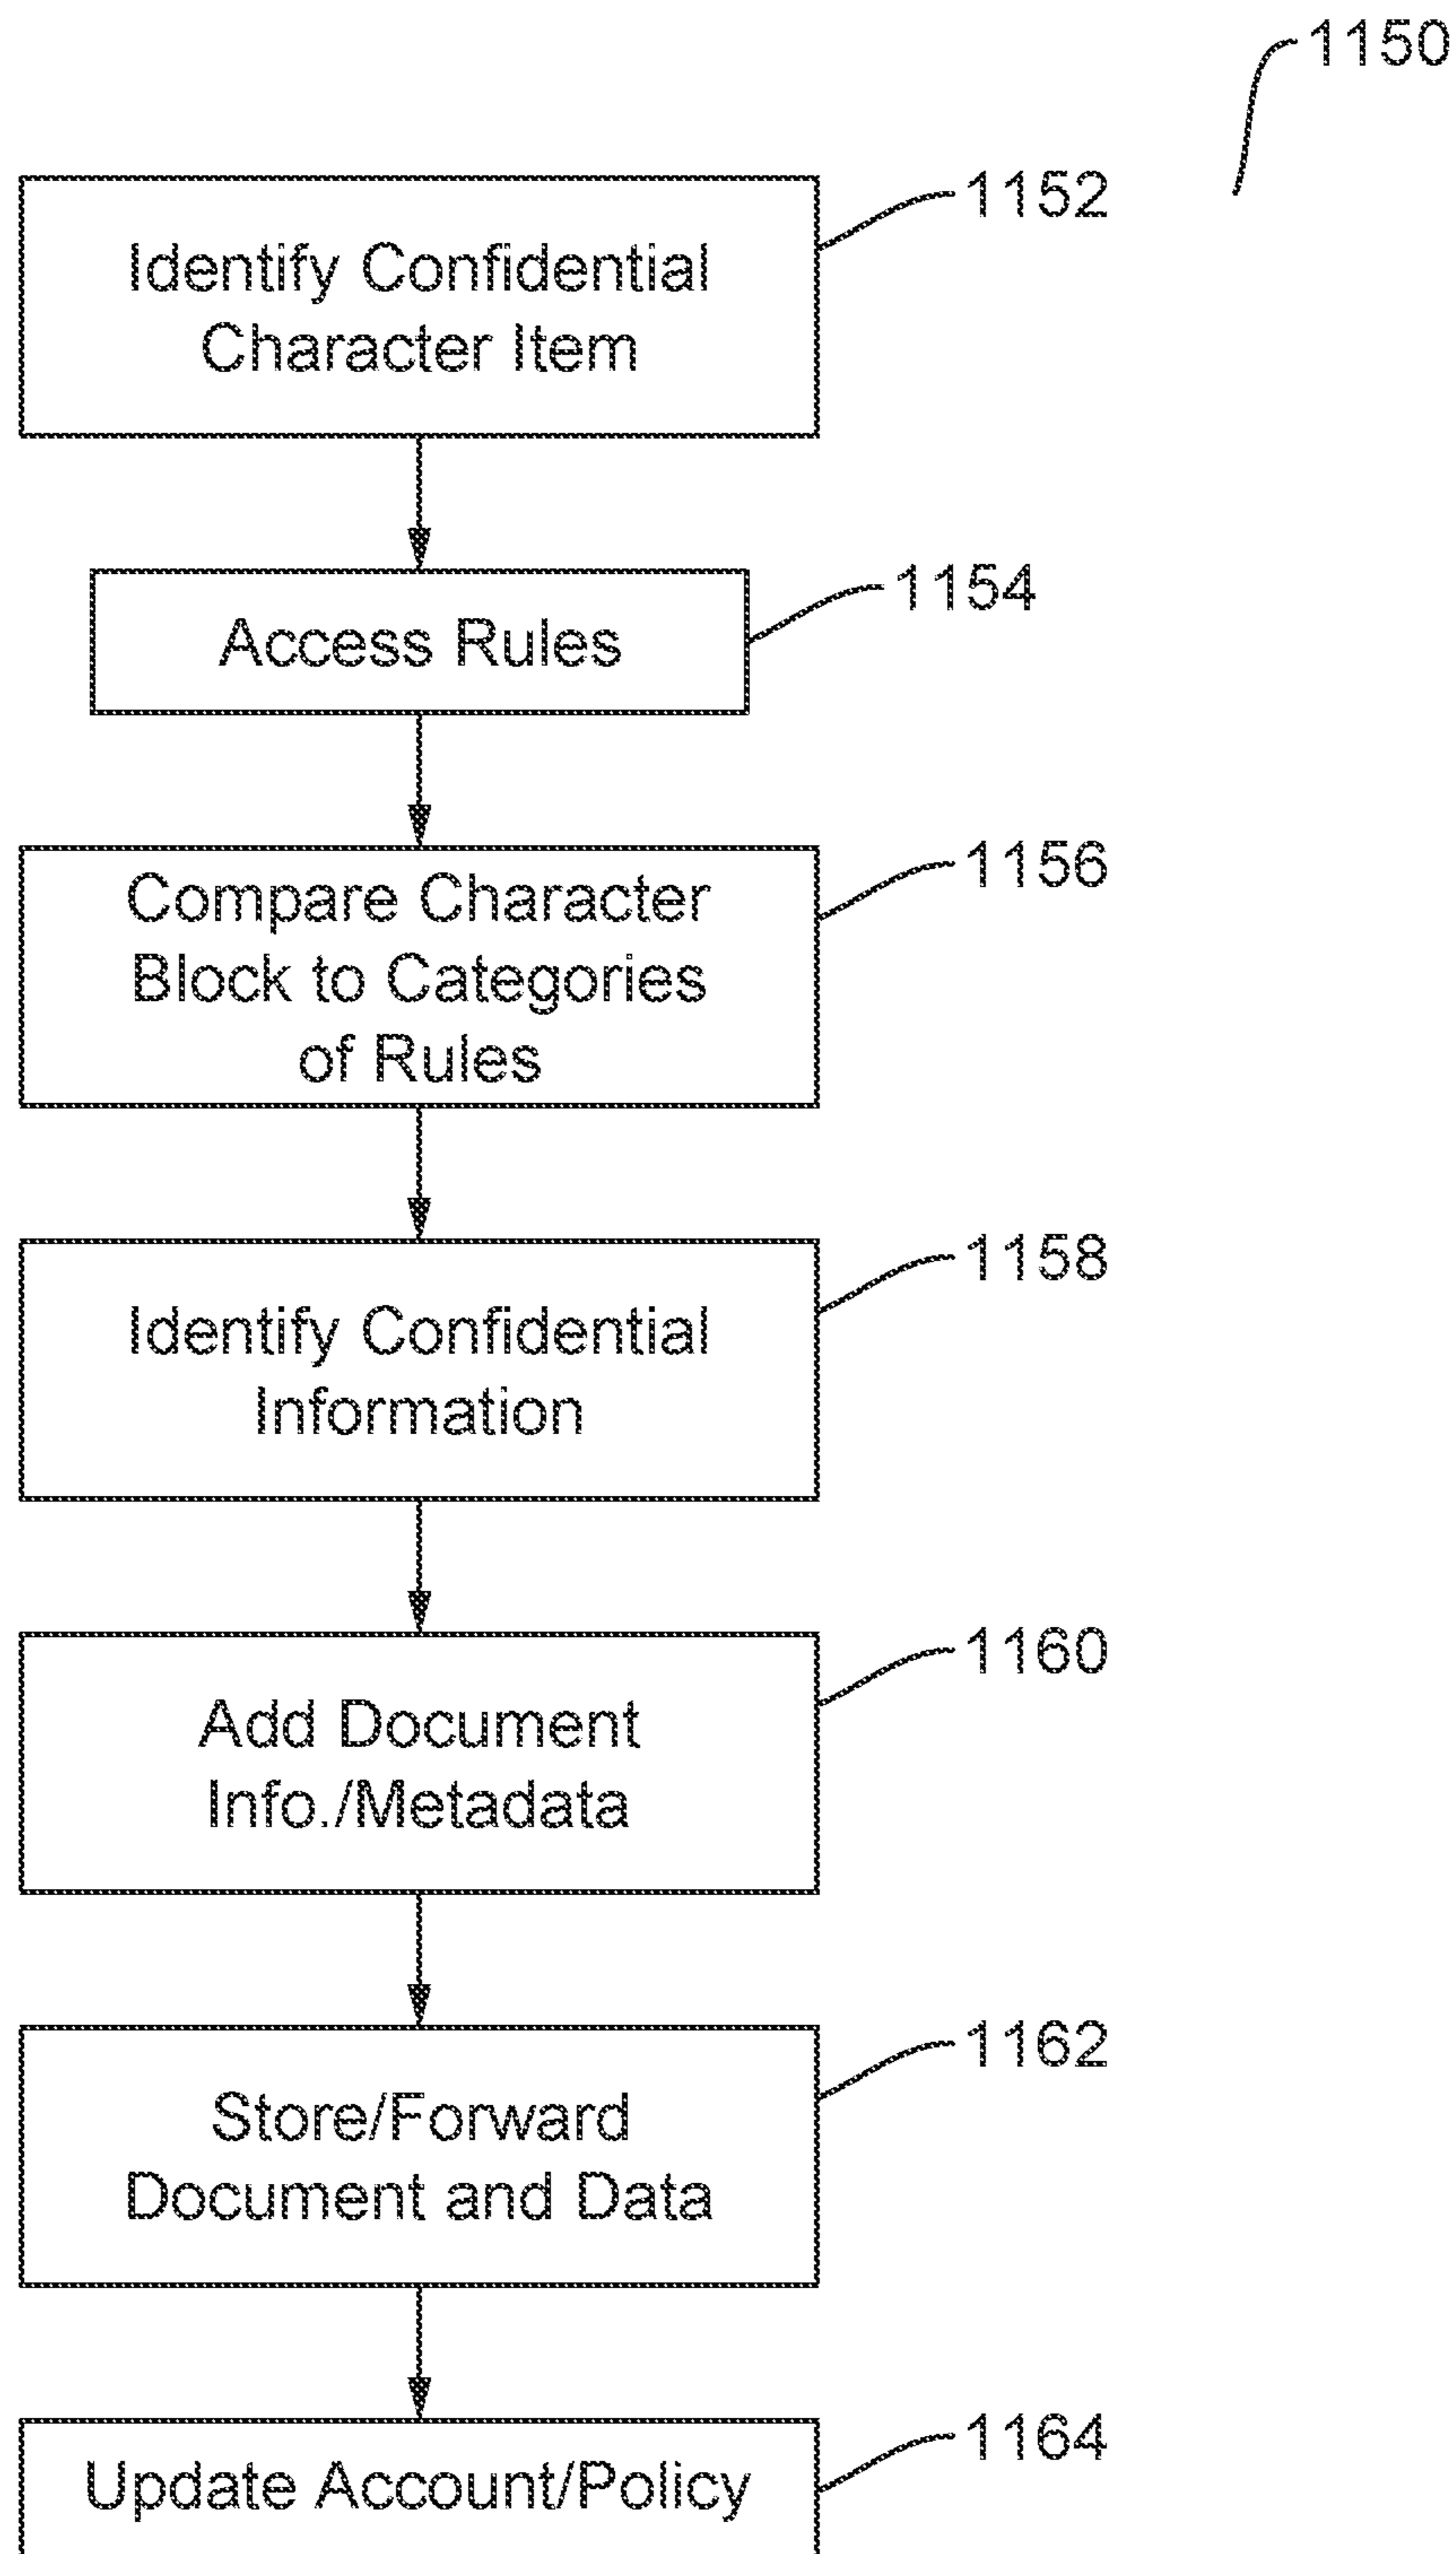 1150
1152
Identify Confidential
Character Item
1154
Access Rules
1156
Compare Character
Block to Categories
of Rules
1158
Identify Confidential
Information
1160
Add Document
Info./Metadata
1162
Store/Forward
Document and Data
1164
Update Account/Policy